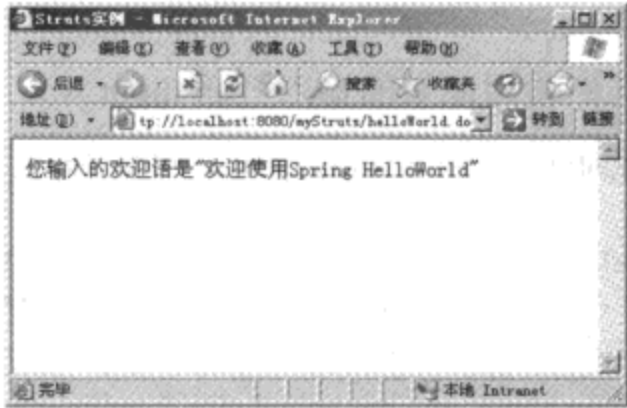 Struts实例 - Microsoft Internet Explorer
文件(F) 编辑(E) 查看(V) 收藏(A) 工具(T) 帮助(H)
后退 搜索 收藏夹 »
地址(D) tp://localhost:8080/myStruts/helloWorld.do 转到 链接
您输入的欢迎语是"欢迎使用Spring HelloWorld"
完毕 本地 Intranet